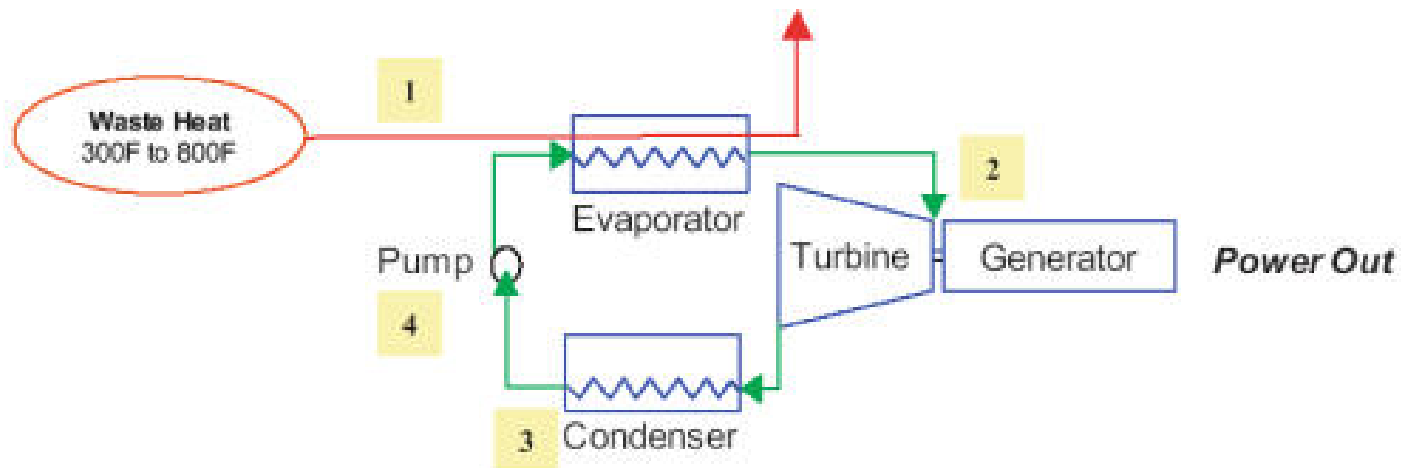 1
Waste Heat
300F to 800F
2
Evaporator
Pump
Turbine
Generator
Power Out
4
3
Condenser